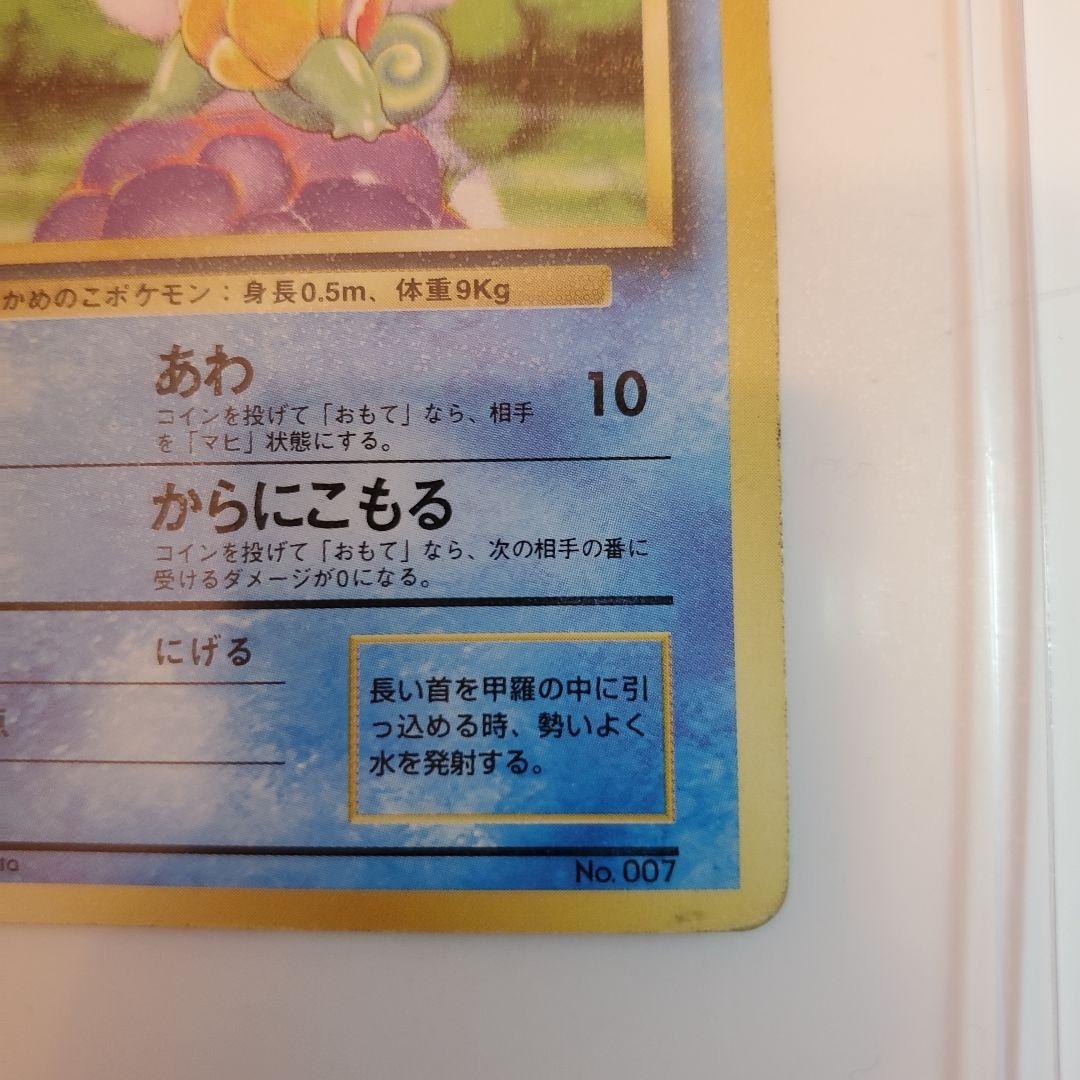 かめのこポケモン：身長0.5m、体重9Kg
あわ
10
コインを投げて「おもて」なら、相手
を「マヒ」状態にする。
からにこもる
コインを投げて「おもて」なら、次の相手の番に
受けるダメージが0になる。
にげる
長い首を甲羅の中に引
っ込める時、勢いよく
水を発射する。
No. 007